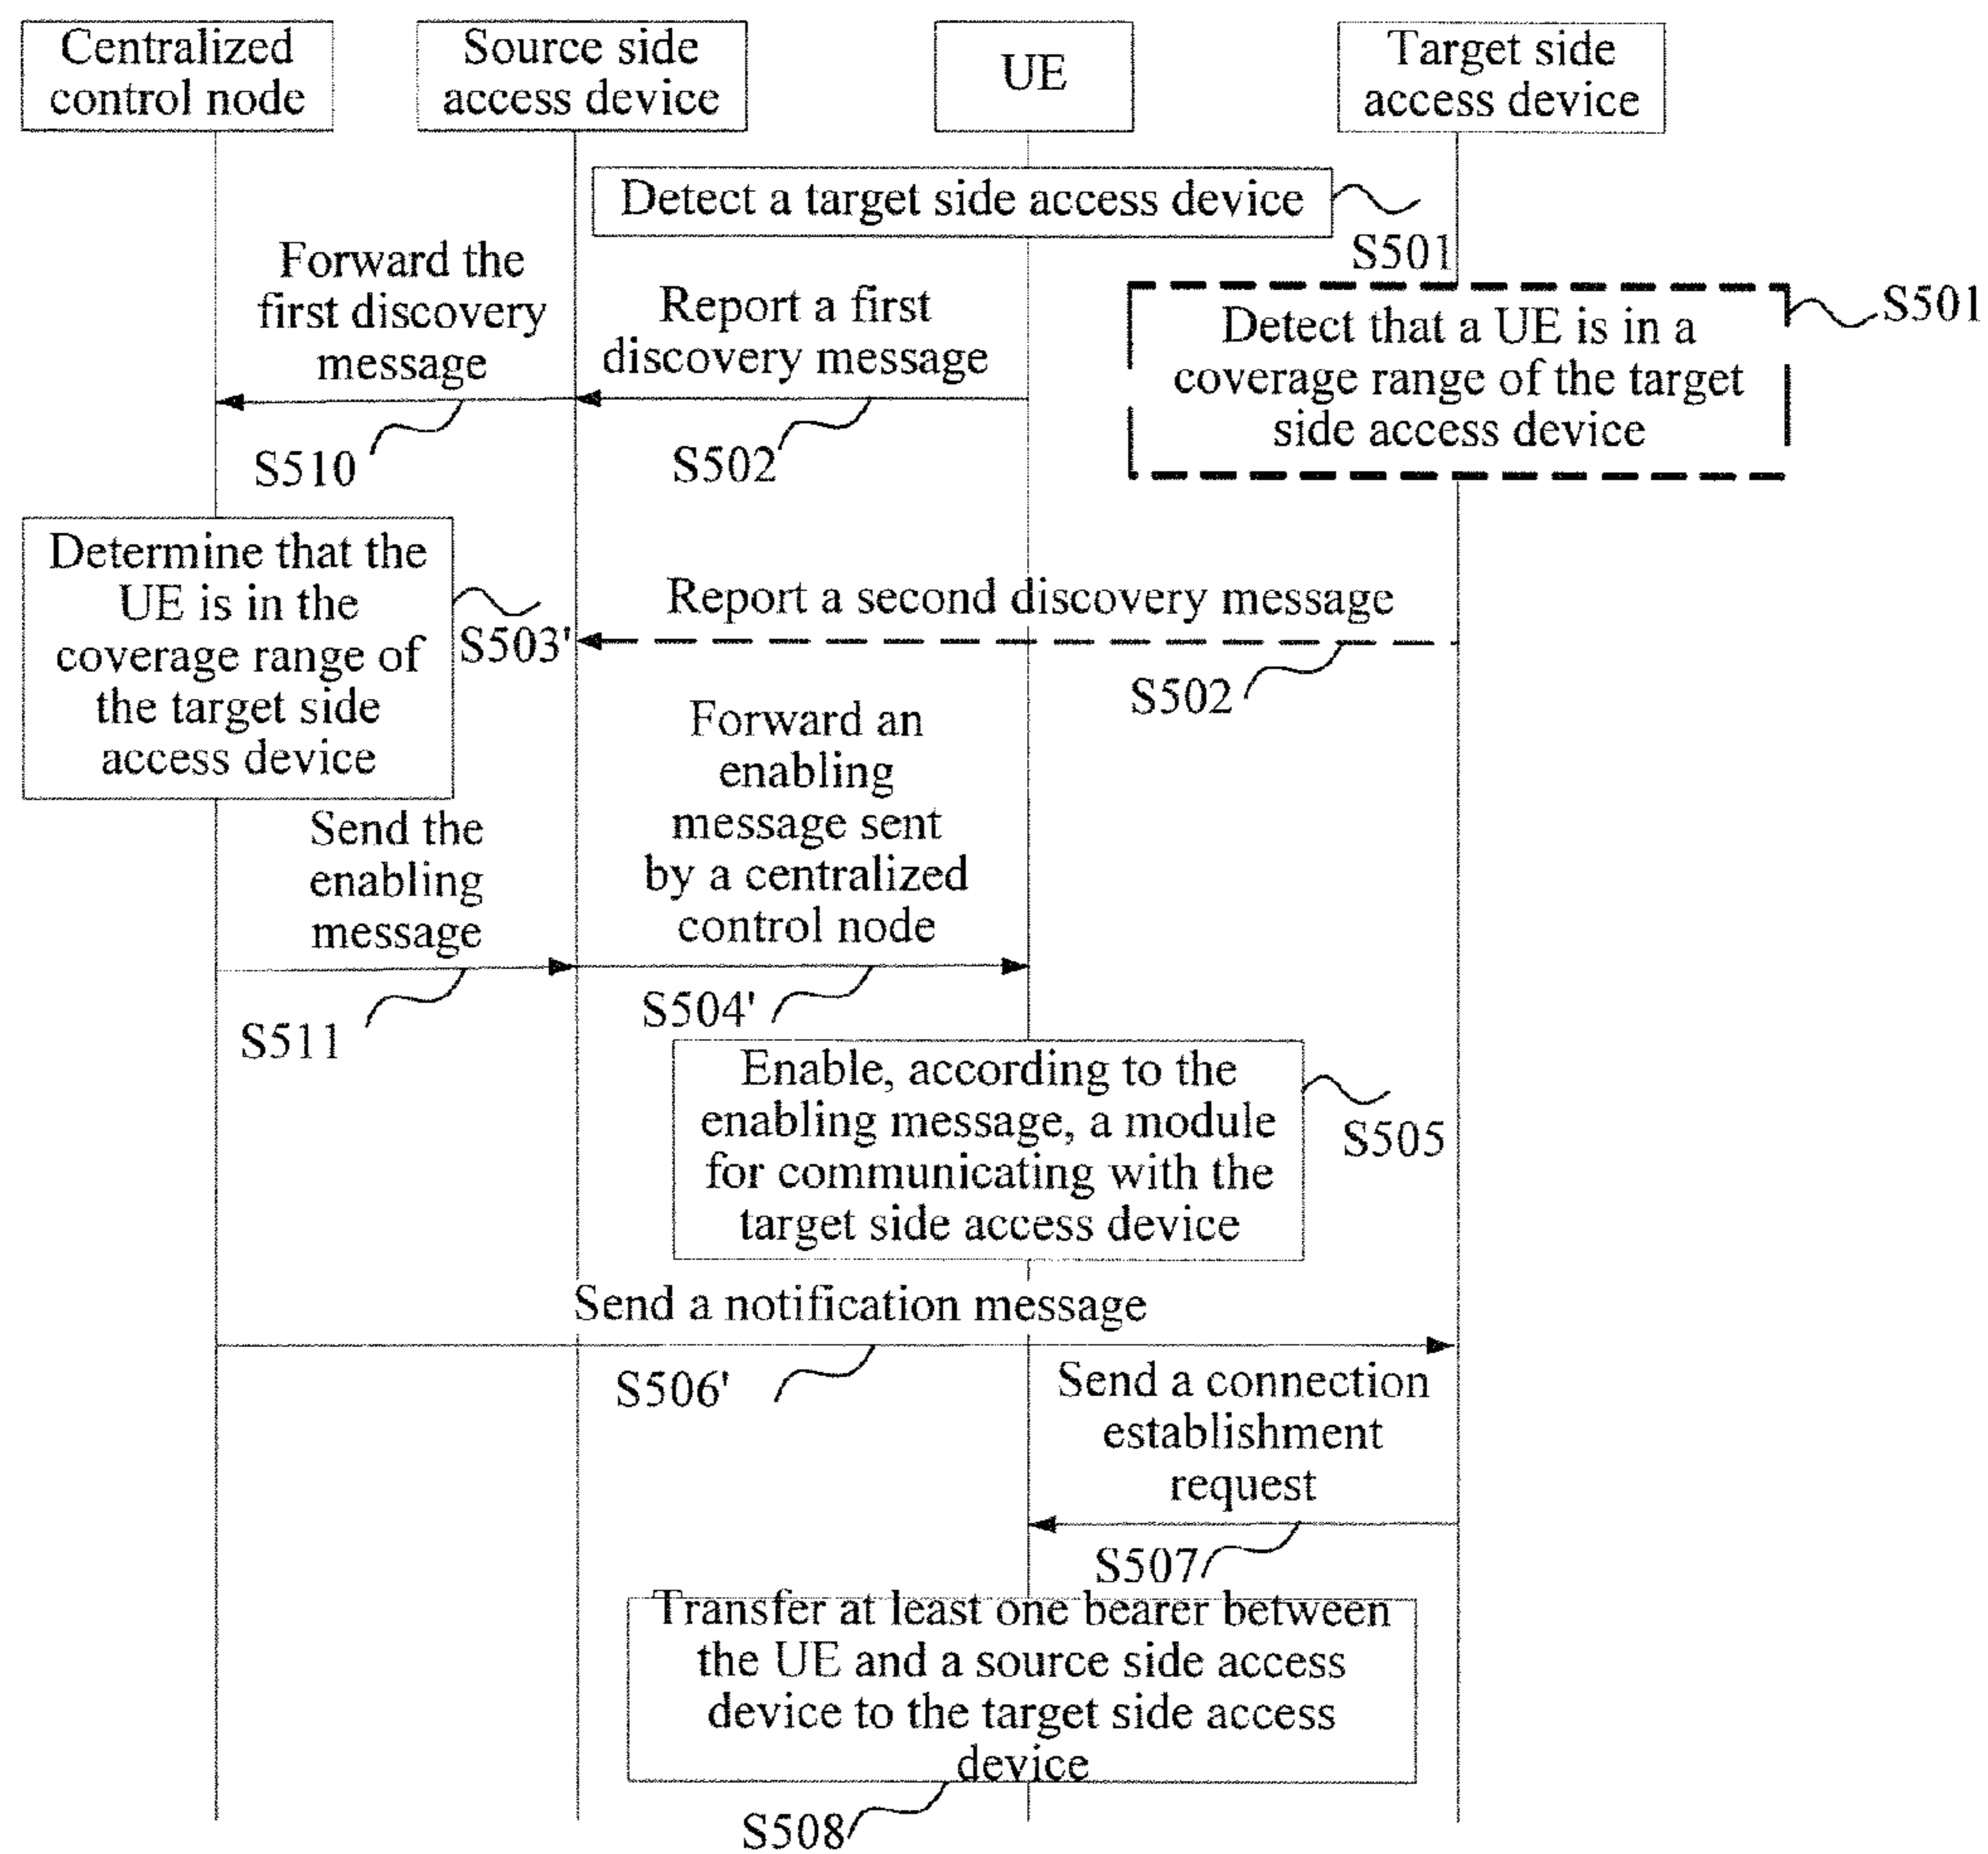 Centralized
control node
Source side
access device
UE
Target side
access device
Detect a target side access device
S501
Forward the
first discovery
message
S510
Report a first
discovery message
S502
Detect that a UE is in a
coverage range of the target
side access device
S501
Determine that the
UE is in the
coverage range of
the target side
access device
S503'
Report a second discovery message
S502
Send the
enabling
message
S511
Forward an
enabling
message sent
by a centralized
control node
S504'
Enable, according to the
enabling message, a module
for communicating with the
target side access device
S505
Send a notification message
S506'
Send a connection
establishment
request
S507
Transfer at least one bearer between
the UE and a source side access
device to the target side access
device
S508